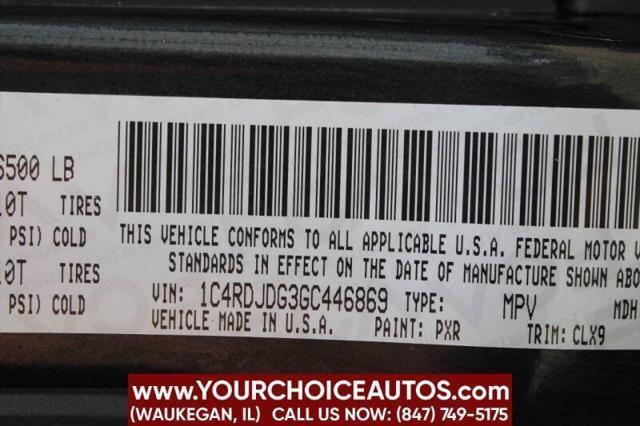 6500 LB
TIRES
PSI) COLD
TIRES
PSI) COLD
THIS VEHICLE CONFORMS TO ALL APPLICABLE U.S.A. FEDERAL MOTOR V
STANDARDS IN EFFECT ON THE DATE OF MANUFACTURE SHOWN ABO
VIN: 1C4RDJDG3GC446869 TYPE: MPV MDH
VEHICLE MADE IN U.S.A. PAINT: PXR TRIM: CLX9
WWW.YOURCHOICEAUTOS.COM
(WAUKEGAN, IL) CALL US NOW! (847) 749-5175